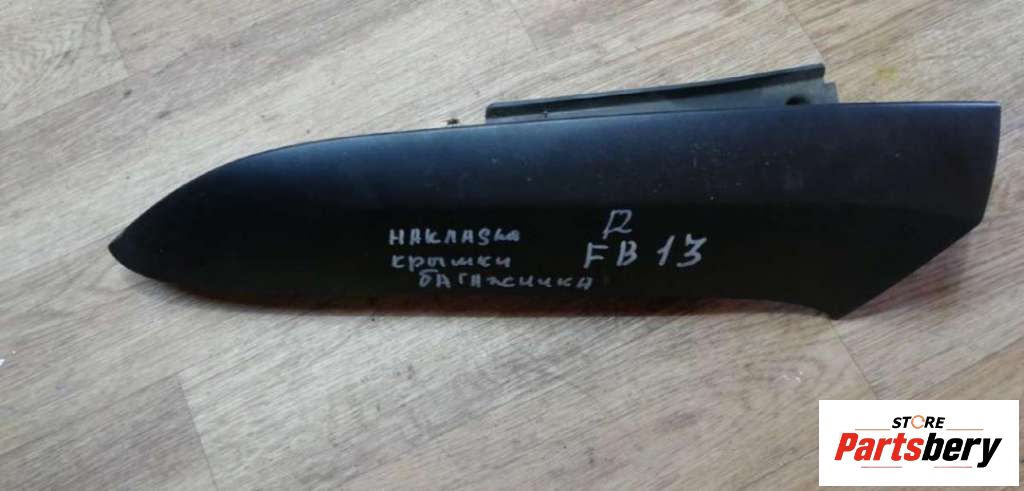 накладка
крышки
багажника
R
FB 13
STORE
Partsbery